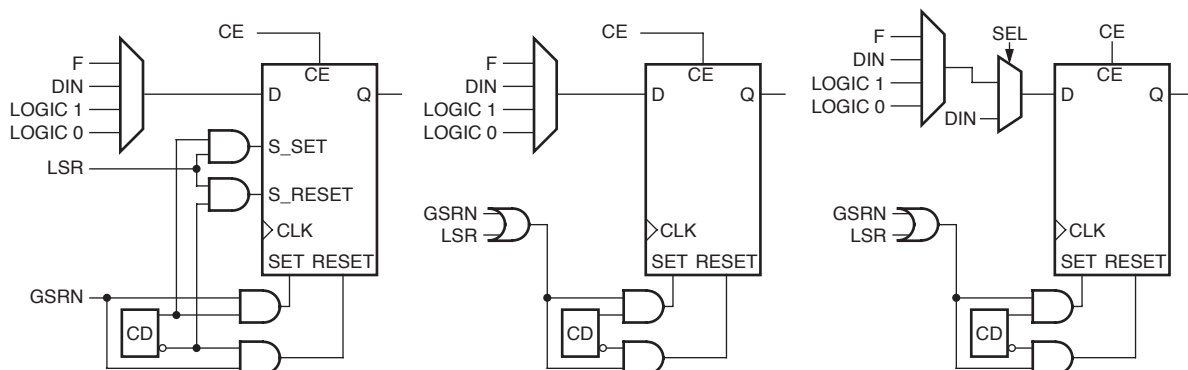 CE
F
DIN
LOGIC 1
LOGIC 0
LSR
GSRN
CE
D
Q
S_SET
S_RESET
CLK
SET RESET
CD
CE
F
DIN
LOGIC 1
LOGIC 0
GSRN
LSR
CE
D
Q
CLK
SET RESET
CD
CE
SEL
F
DIN
LOGIC 1
LOGIC 0
DIN
GSRN
LSR
CE
D
Q
CLK
SET RESET
CD